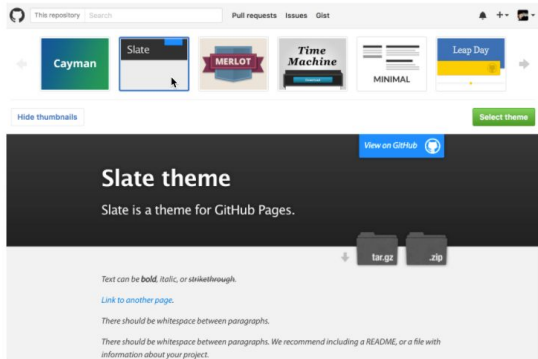 This repository Search Pull requests Issues Gist
Cayman
Slate
MERLOT
Time
Machine
MINIMAL
Leap Day
Hide thumbnails
Select theme
View on GitHub
Slate theme
Slate is a theme for GitHub Pages.
tar.gz .zip
Text can be bold, italic, or strikethrough.
Link to another page.
There should be whitespace between paragraphs.
There should be whitespace between paragraphs. We recommend including a README, or a file with
information about your project.